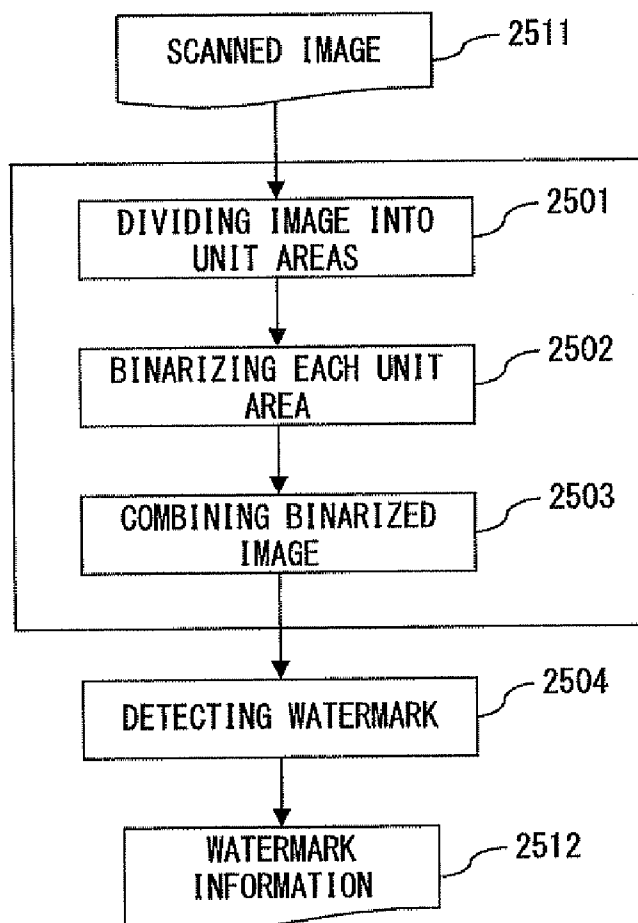 SCANNED IMAGE
2511
DIVIDING IMAGE INTO
UNIT AREAS
2501
BINARIZING EACH UNIT
AREA
2502
COMBINING BINARIZED
IMAGE
2503
DETECTING WATERMARK
2504
WATERMARK
INFORMATION
2512